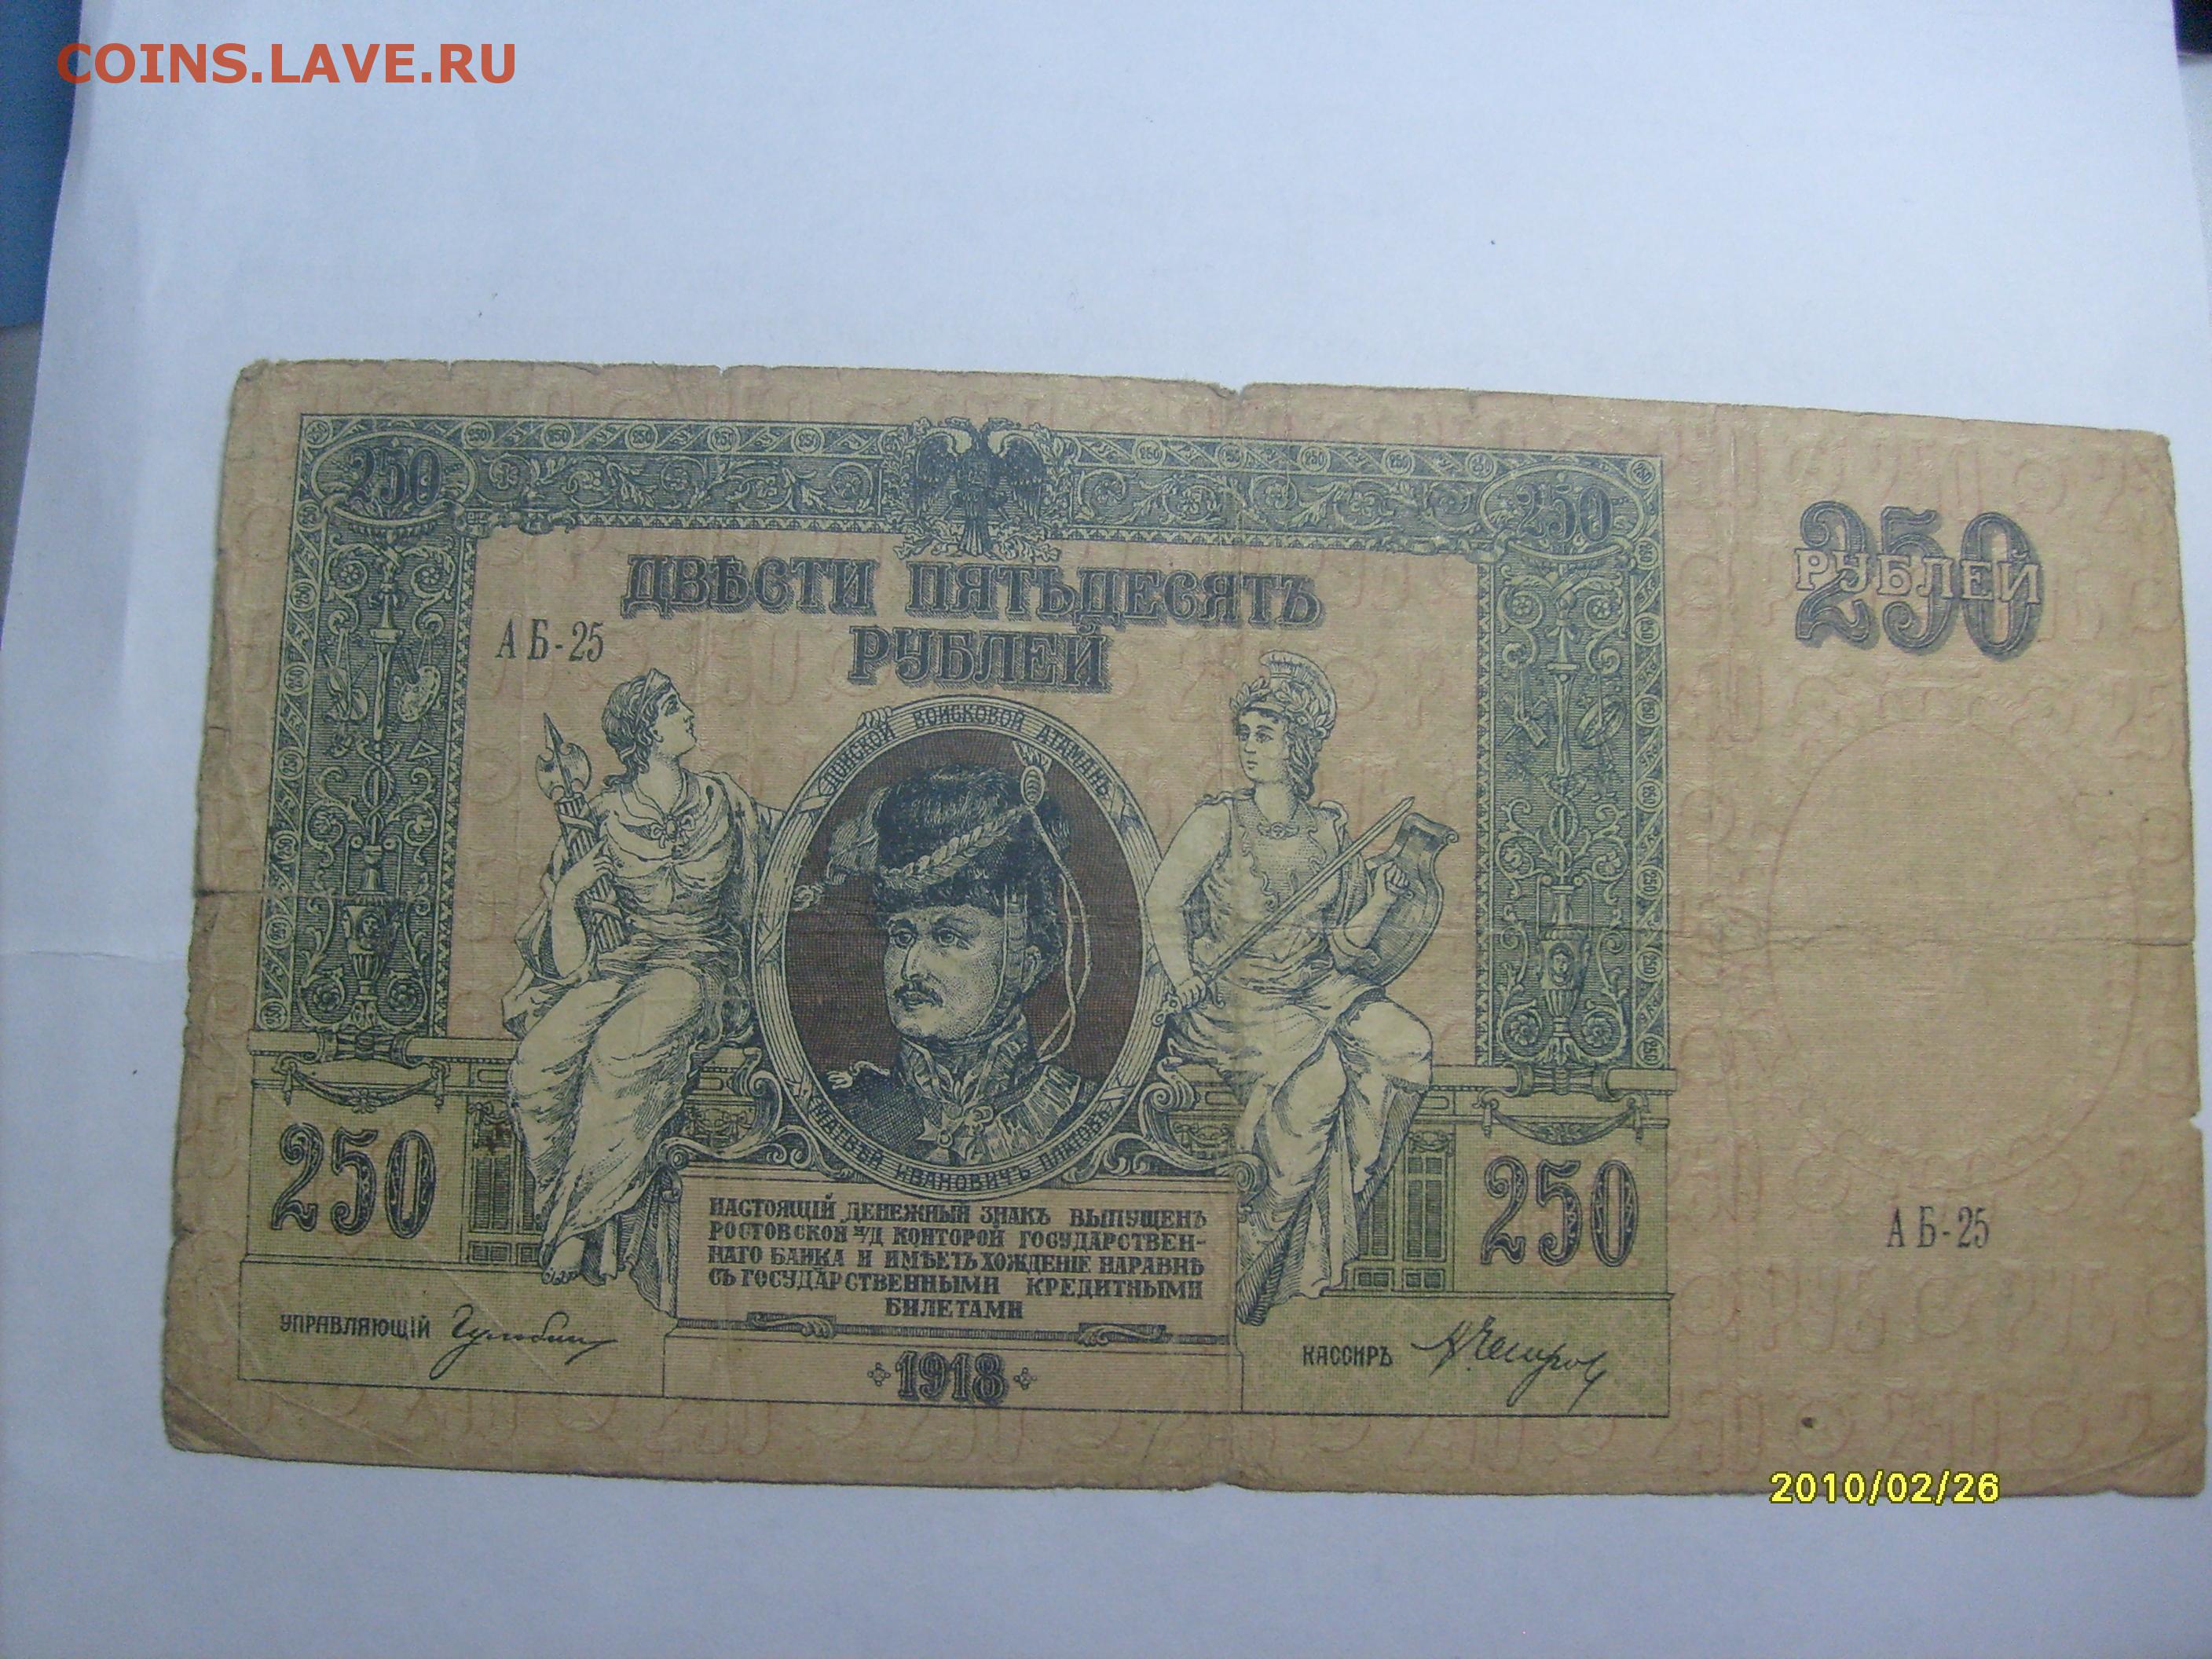 COINS.LAVE.RU
250
250
ДВѢСТИ ПЯТЬДЕСЯТЪ
РУБЛЕЙ
250
РУБЛЕЙ
АБ-25
ДОНСКОЙ ВОЙСКОВОЙ АТАМАНЪ
МАТВѢЙ ИВАНОВИЧЪ ПЛАТОВЪ
250
250
НАСТОЯЩІЙ ДЕНЕЖНЫЙ ЗНАКЪ ВЫПУЩЕНЪ
РОСТОВСКОЙ Н/Д КОНТОРОЙ ГОСУДАРСТВЕН-
НАГО БАНКА И ИМѢЕТЪ ХОЖДЕНІЕ НАРАВНѢ
СЪ ГОСУДАРСТВЕННЫМИ КРЕДИТНЫМИ
БИЛЕТАМИ
АБ-25
УПРАВЛЯЮЩІЙ
КАССИРЪ
1918
2010/02/26